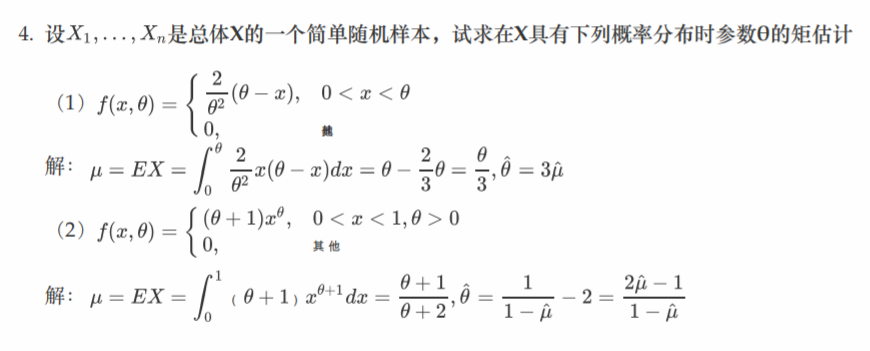 4. 设$X_1, \ldots, X_n$是总体X的一个简单随机样本，试求在X具有下列概率分布时参数θ的矩估计
（1）$f(x, \theta) = \begin{cases} \frac{2}{\theta^2}(\theta - x), & 0 < x < \theta \\ 0, & \end{cases}$
解：$\mu = EX = \int_0^\theta \frac{2}{\theta^2}x(\theta - x)dx = \theta - \frac{2}{3}\theta = \frac{\theta}{3}, \hat{\theta} = 3\hat{\mu}$
（2）$f(x, \theta) = \begin{cases} (\theta + 1)x^\theta, & 0 < x < 1, \theta > 0 \\ 0, & 其他 \end{cases}$
解：$\mu = EX = \int_0^1 （\theta + 1）x^{\theta+1}dx = \frac{\theta + 1}{\theta + 2}, \hat{\theta} = \frac{1}{1 - \hat{\mu}} - 2 = \frac{2\hat{\mu} - 1}{1 - \hat{\mu}}$